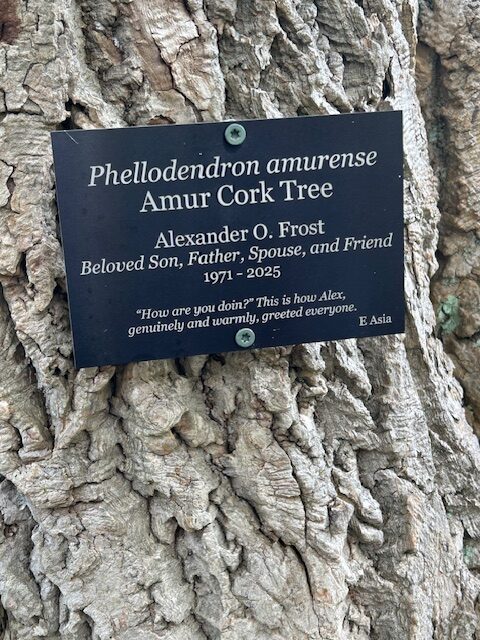 Phellodendron amurense
Amur Cork Tree
Alexander O. Frost
Beloved Son, Father, Spouse, and Friend
1971 - 2025
"How are you doin?" This is how Alex,
genuinely and warmly, greeted everyone.
E Asia